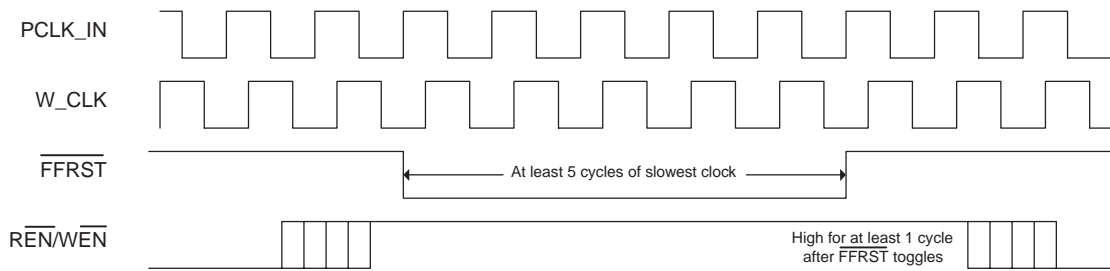 PCLK_IN
W_CLK
FFRST
At least 5 cycles of slowest clock
REN/WEN
High for at least 1 cycle
after FFRST toggles